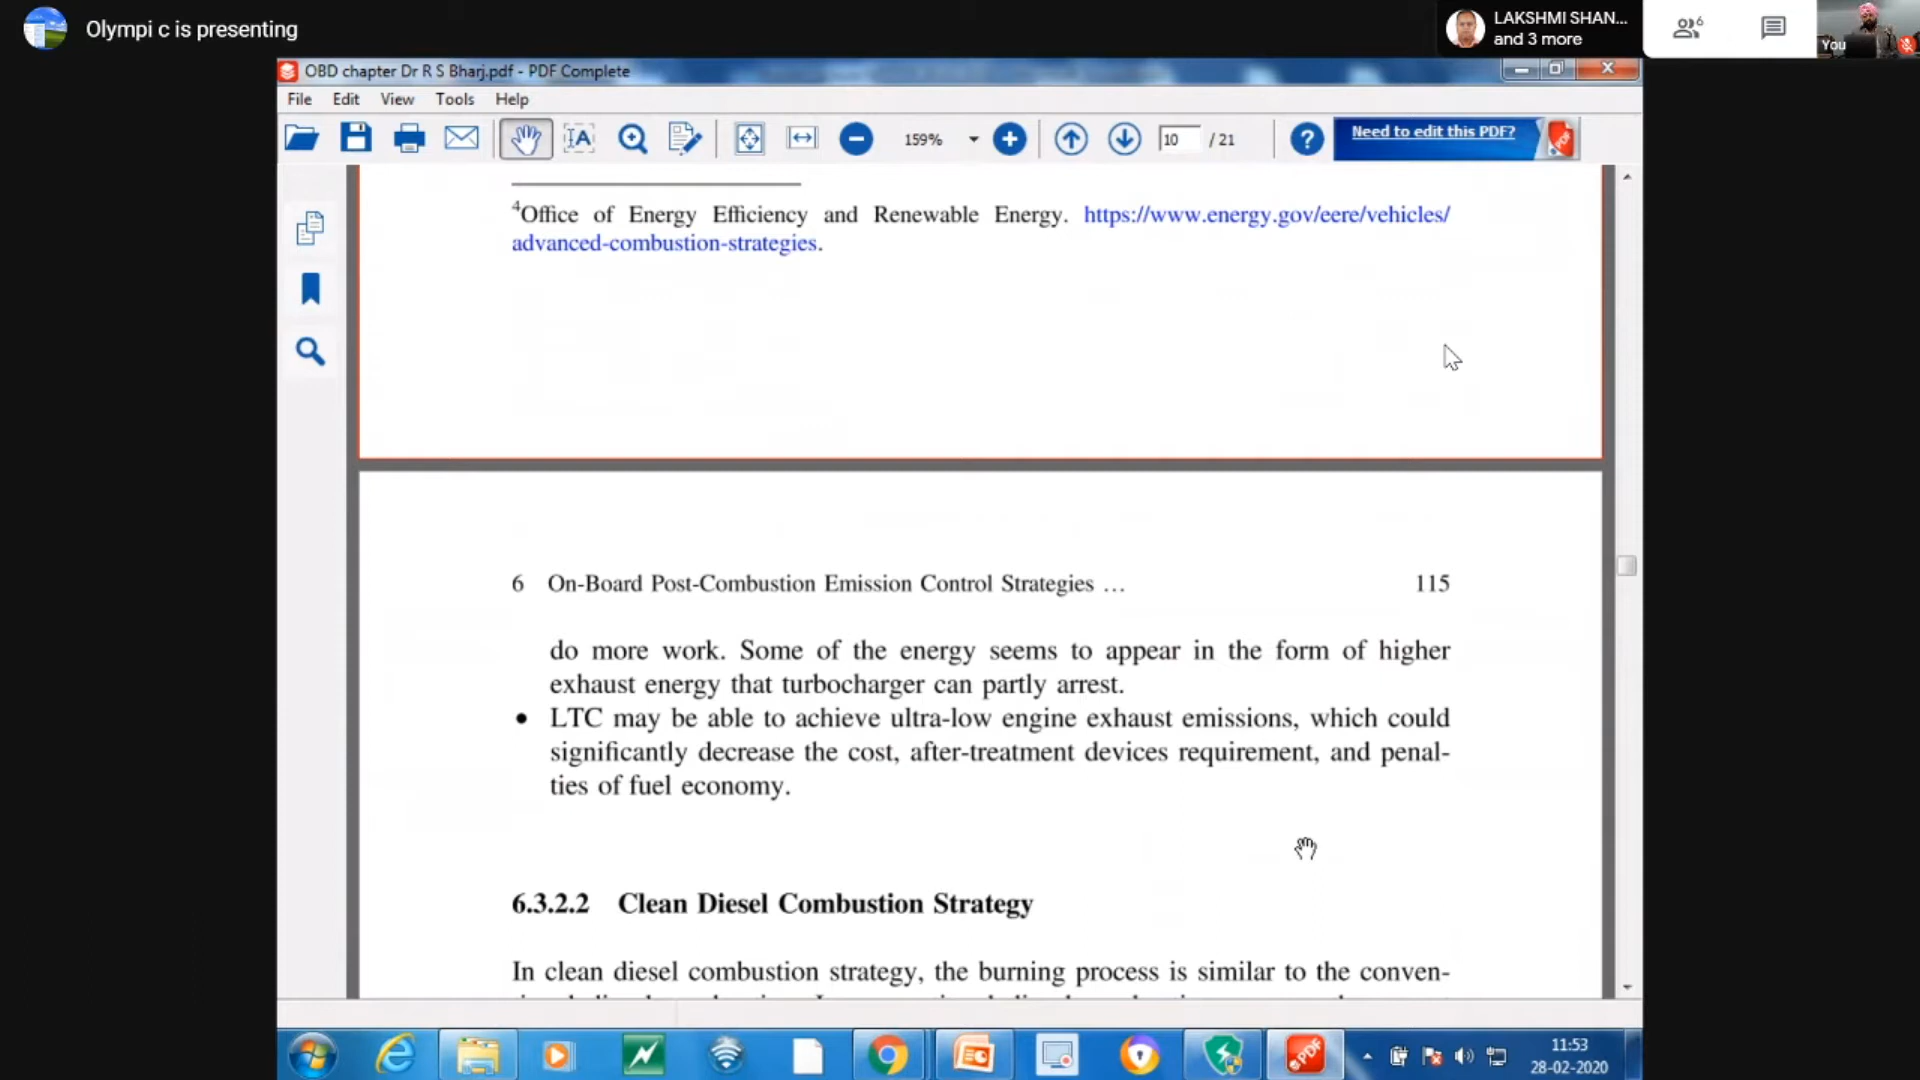 Olympi c is presenting
LAKSHMI SHAN...
and 3 more
6
You
OBD chapter Dr R S Bharj.pdf - PDF Complete
File Edit View Tools Help
159%
10 / 21
Need to edit this PDF?
4Office of Energy Efficiency and Renewable Energy. https://www.energy.gov/eere/vehicles/
advanced-combustion-strategies.
6 On-Board Post-Combustion Emission Control Strategies … 115
do more work. Some of the energy seems to appear in the form of higher
exhaust energy that turbocharger can partly arrest.
• LTC may be able to achieve ultra-low engine exhaust emissions, which could
significantly decrease the cost, after-treatment devices requirement, and penal-
ties of fuel economy.
6.3.2.2 Clean Diesel Combustion Strategy
In clean diesel combustion strategy, the burning process is similar to the conven-
11:53
28-02-2020